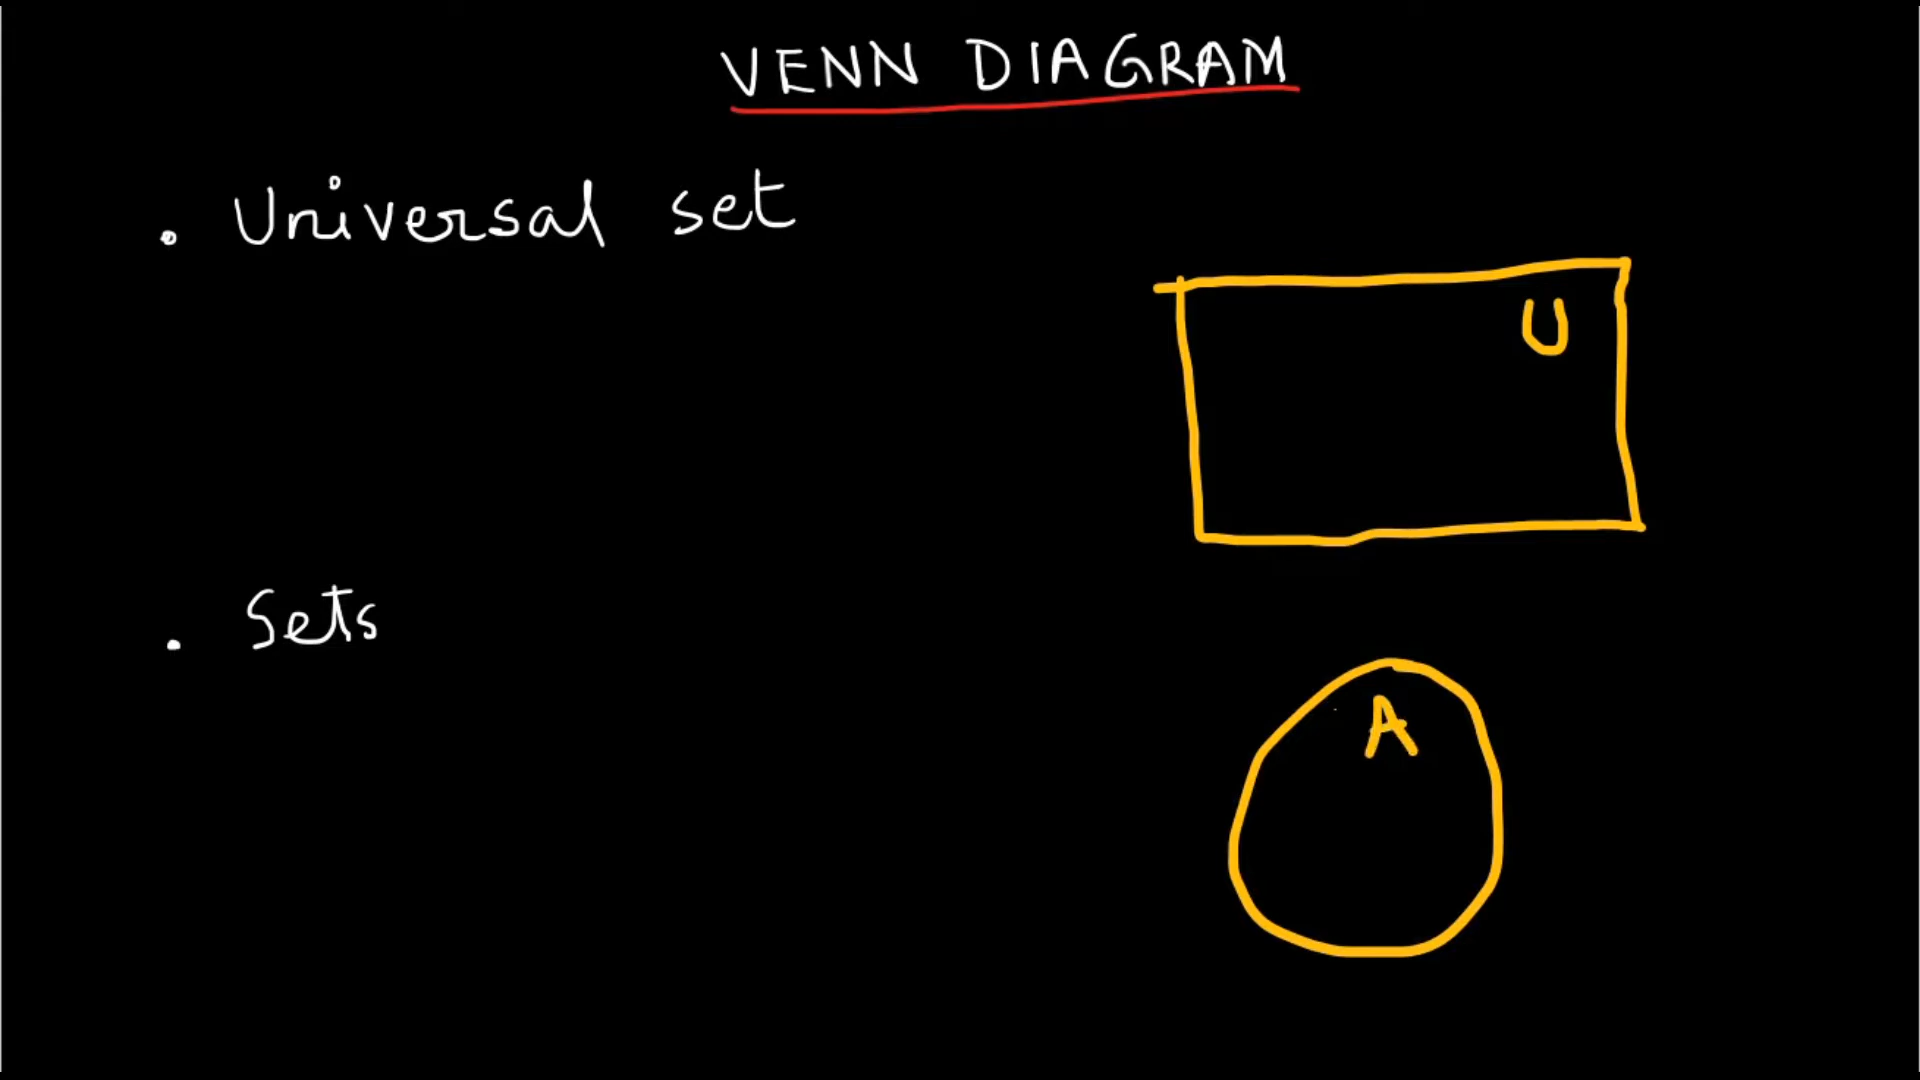 VENN DIAGRAM
. Universal set
U
. Sets
A